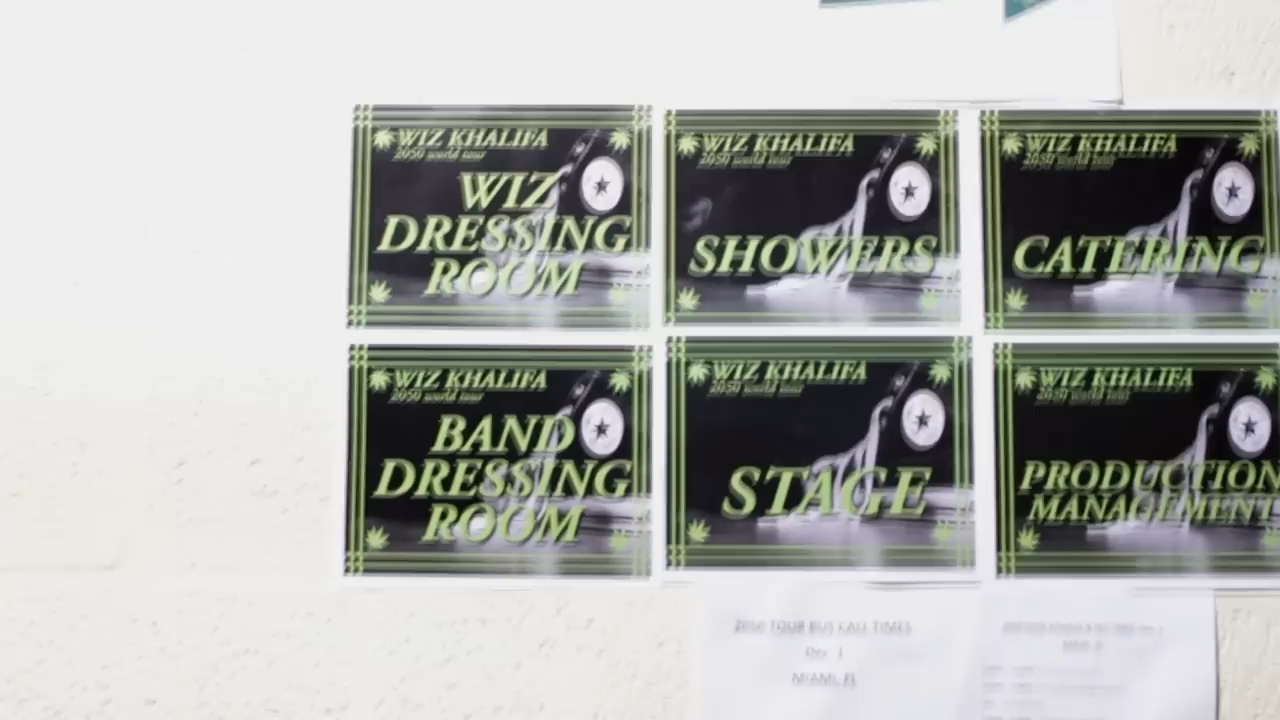 WIZ KHALIFA
2050 world tour
WIZ
DRESSING
ROOM
WIZ KHALIFA
2050 world tour
SHOWERS
WIZ KHALIFA
2050 world tour
CATERING
WIZ KHALIFA
2050 world tour
BAND
DRESSING
ROOM
WIZ KHALIFA
2050 world tour
STAGE
WIZ KHALIFA
2050 world tour
PRODUCTION
MANAGEMENT
2050 TOUR BUS CALL TIMES
MIAMI, FL